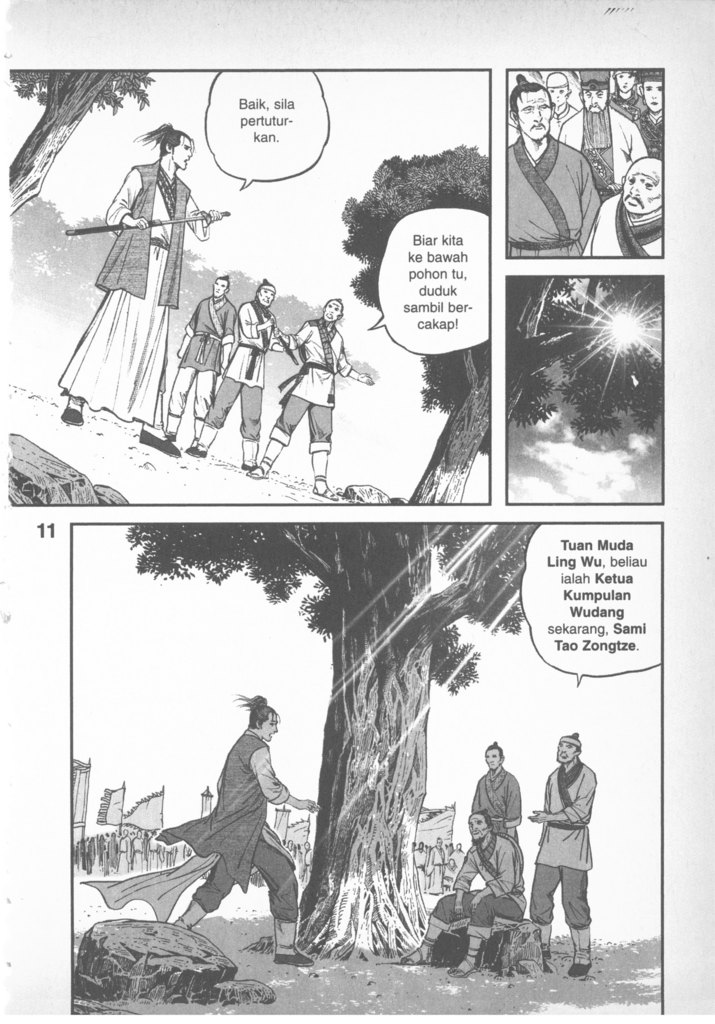 Baik, sila
pertutur-
kan.
Biar kita
ke bawah
pohon tu,
duduk
sambil ber-
cakap!
11
Tuan Muda
Ling Wu, beliau
ialah Ketua
Kumpulan
Wudang
sekarang, Sami
Tao Zongtze.